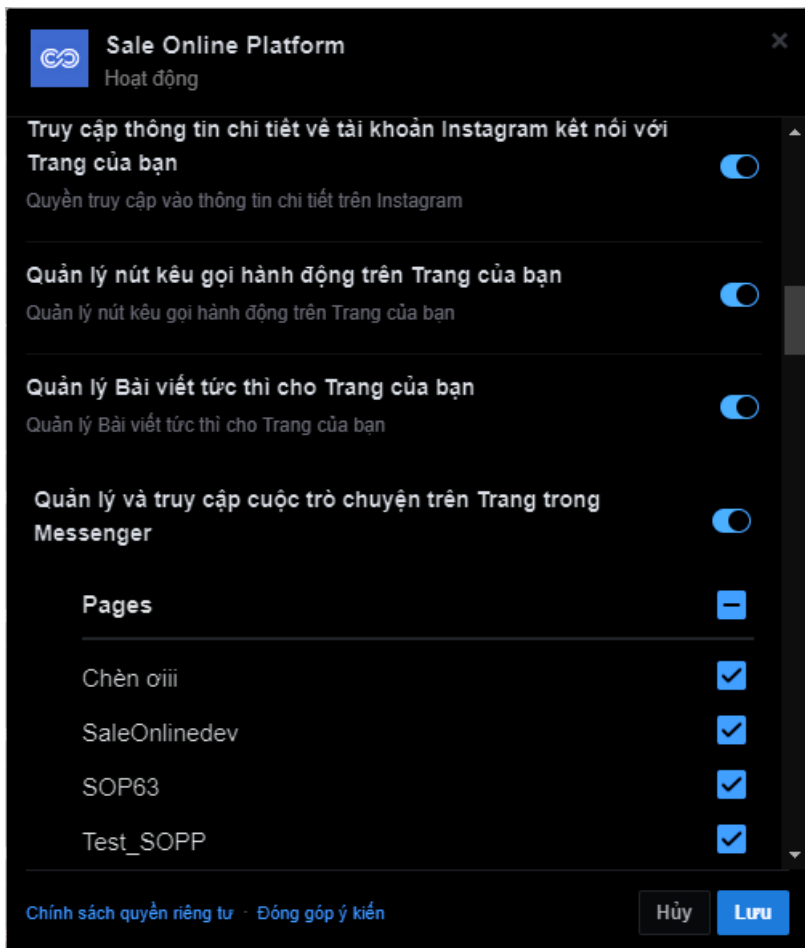 Sale Online Platform
Hoạt động
Truy cập thông tin chi tiết về tài khoản Instagram kết nối với
Trang của bạn
Quyền truy cập vào thông tin chi tiết trên Instagram
Quản lý nút kêu gọi hành động trên Trang của bạn
Quản lý nút kêu gọi hành động trên Trang của bạn
Quản lý Bài viết tức thì cho Trang của bạn
Quản lý Bài viết tức thì cho Trang của bạn
Quản lý và truy cập cuộc trò chuyện trên Trang trong
Messenger
Pages
Chèn ơiii
SaleOnlinedev
SOP63
Test_SOPP
Chính sách quyền riêng tư · Đóng góp ý kiến
Hủy Lưu